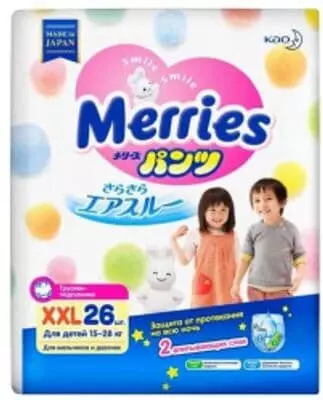 MADE IN
JAPAN
Kao
Smile
Smile
Merries
メリーズ パンツ
さらさら
エアスルー
Трусики-
подгузники
XXL 26 шт.
Для детей 15-28 кг
Для мальчиков и девочек
Защита от протекания
на всю ночь
2 впитывающих слоя